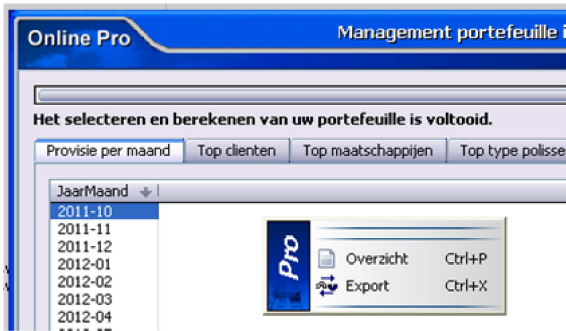 Online Pro
Management portefeuille
Het selecteren en berekenen van uw portefeuille is voltooid.
Provisie per maand Top clienten Top maatschappijen Top type polisse
JaarMaand
2011-10
2011-11
2011-12
2012-01
2012-02
2012-03
2012-04
Pro
Overzicht Ctrl+P
Export Ctrl+X